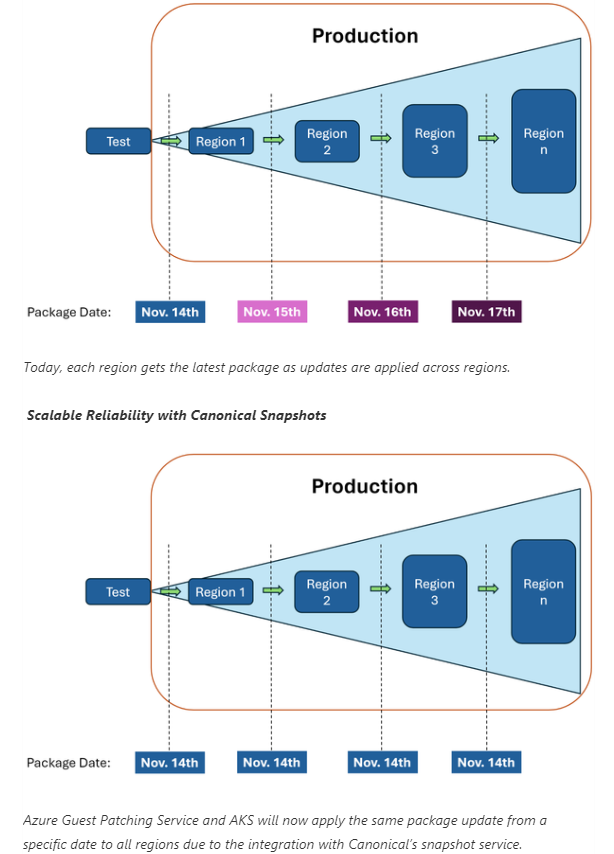 Production
Test
Region 1
Region
2
Region
3
Region
n
Package Date:
Nov. 14th
Nov. 15th
Nov. 16th
Nov. 17th
Today, each region gets the latest package as updates are applied across regions.
Scalable Reliability with Canonical Snapshots
Production
Test
Region 1
Region
2
Region
3
Region
n
Package Date:
Nov. 14th
Nov. 14th
Nov. 14th
Nov. 14th
Azure Guest Patching Service and AKS will now apply the same package update from a
specific date to all regions due to the integration with Canonical's snapshot service.